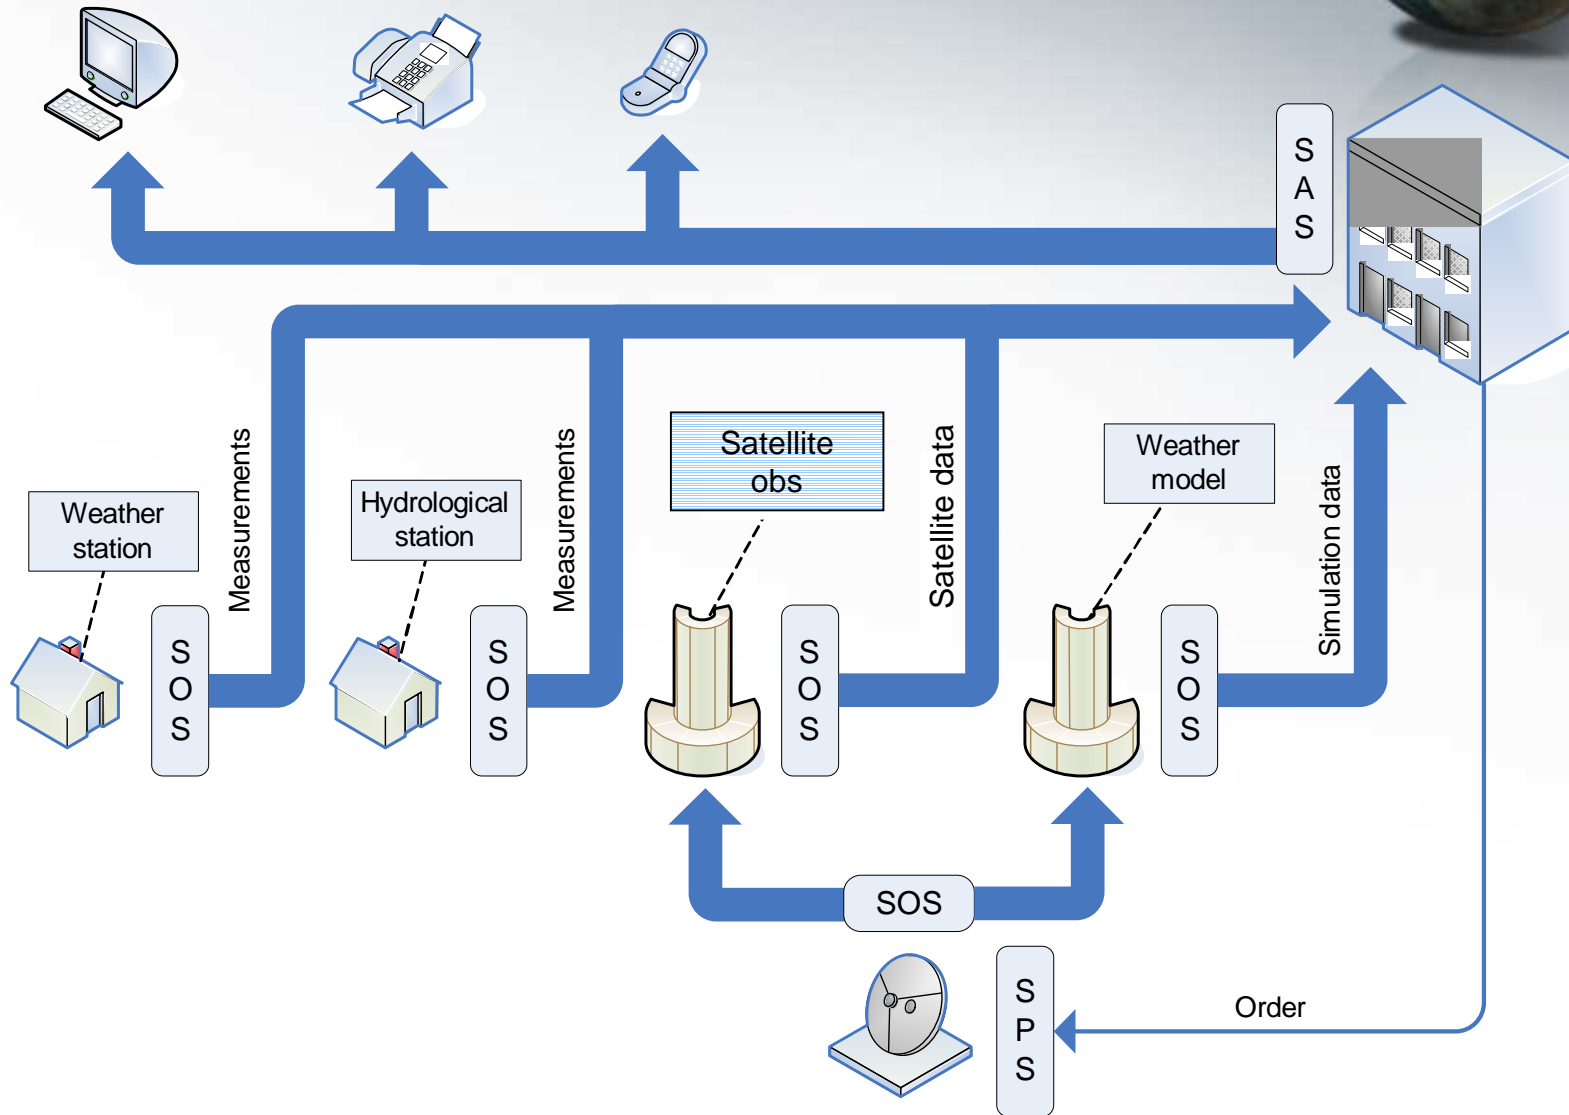 S
A
S
Measurements
Measurements
Satellite
obs
Satellite data
Weather
model
Simulation data
Weather
station
Hydrological
station
S
O
S
S
O
S
S
O
S
S
O
S
SOS
S
P
S
Order